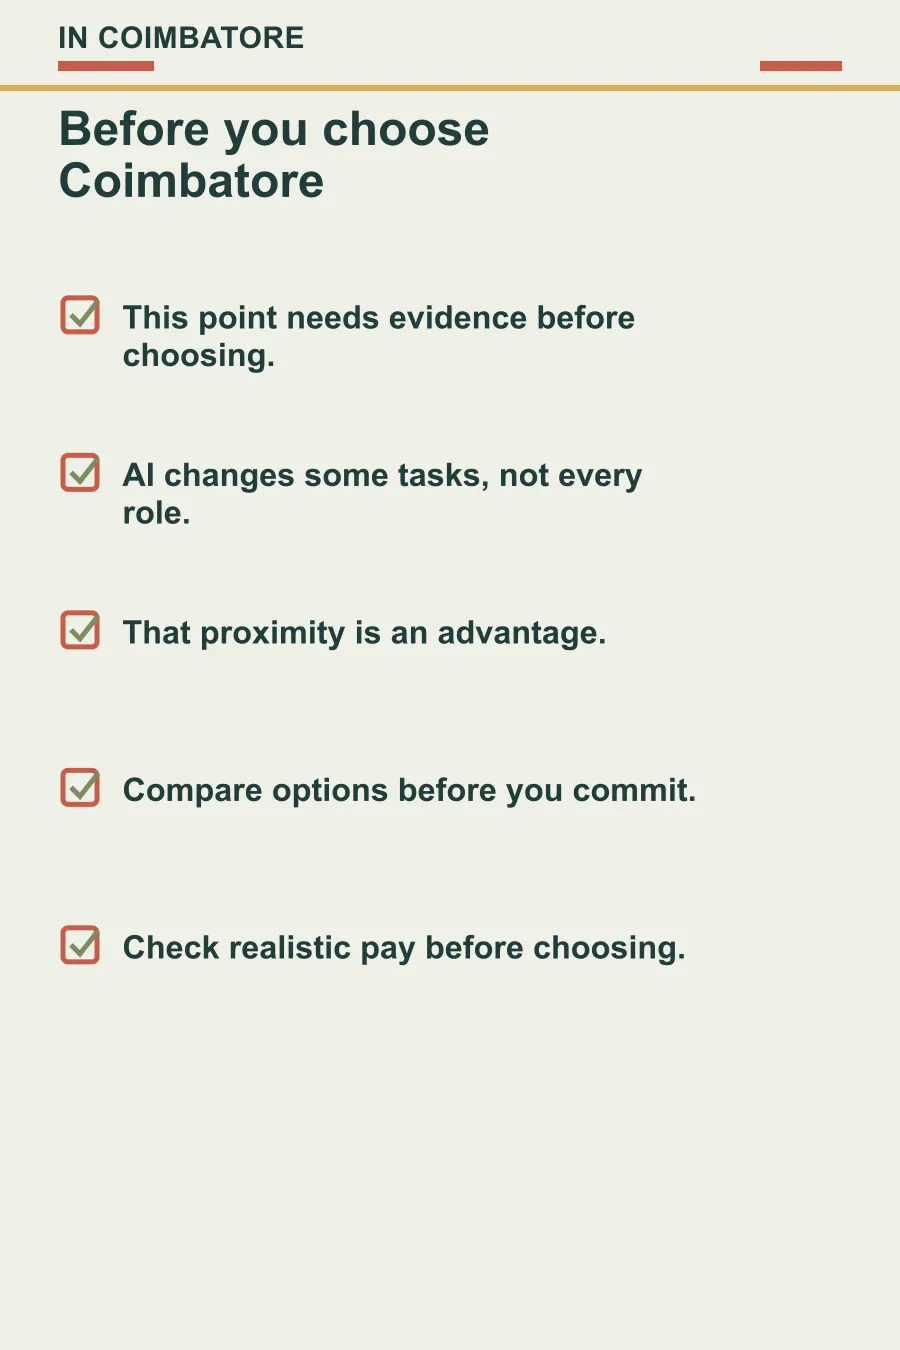 IN COIMBATORE
Before you choose
Coimbatore
This point needs evidence before
choosing.
AI changes some tasks, not every
role.
That proximity is an advantage.
Compare options before you commit.
Check realistic pay before choosing.